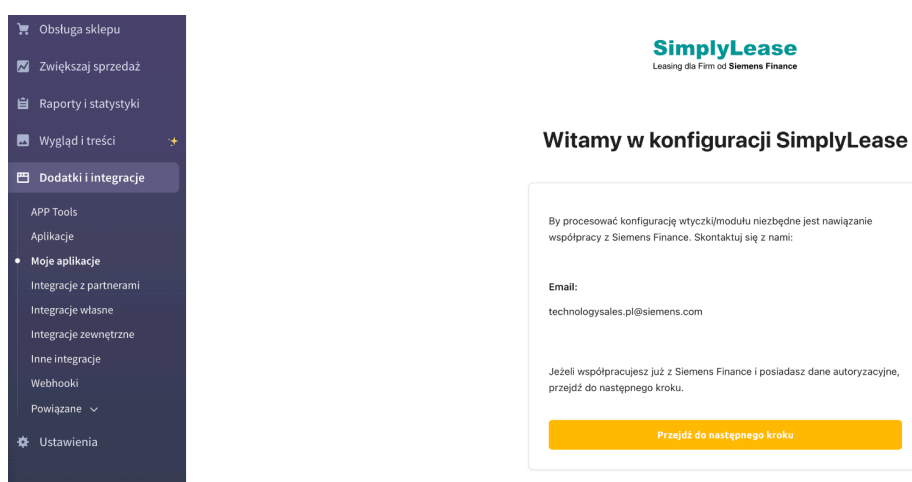 Obsługa sklepu
Zwiększaj sprzedaż
Raporty i statystyki
Wygląd i treści
Dodatki i integracje
APP Tools
Aplikacje
Moje aplikacje
Integracje z partnerami
Integracje własne
Integracje zewnętrzne
Inne integracje
Webhooki
Powiązane
Ustawienia
SimplyLease
Leasing dla Firm od Siemens Finance
Witamy w konfiguracji SimplyLease
By procesować konfigurację wtyczki/modułu niezbędne jest nawiązanie
współpracy z Siemens Finance. Skontaktuj się z nami:
Email:
technologysales.pl@siemens.com
Jeżeli współpracujesz już z Siemens Finance i posiadasz dane autoryzacyjne,
przejdź do następnego kroku.
Przejdź do następnego kroku